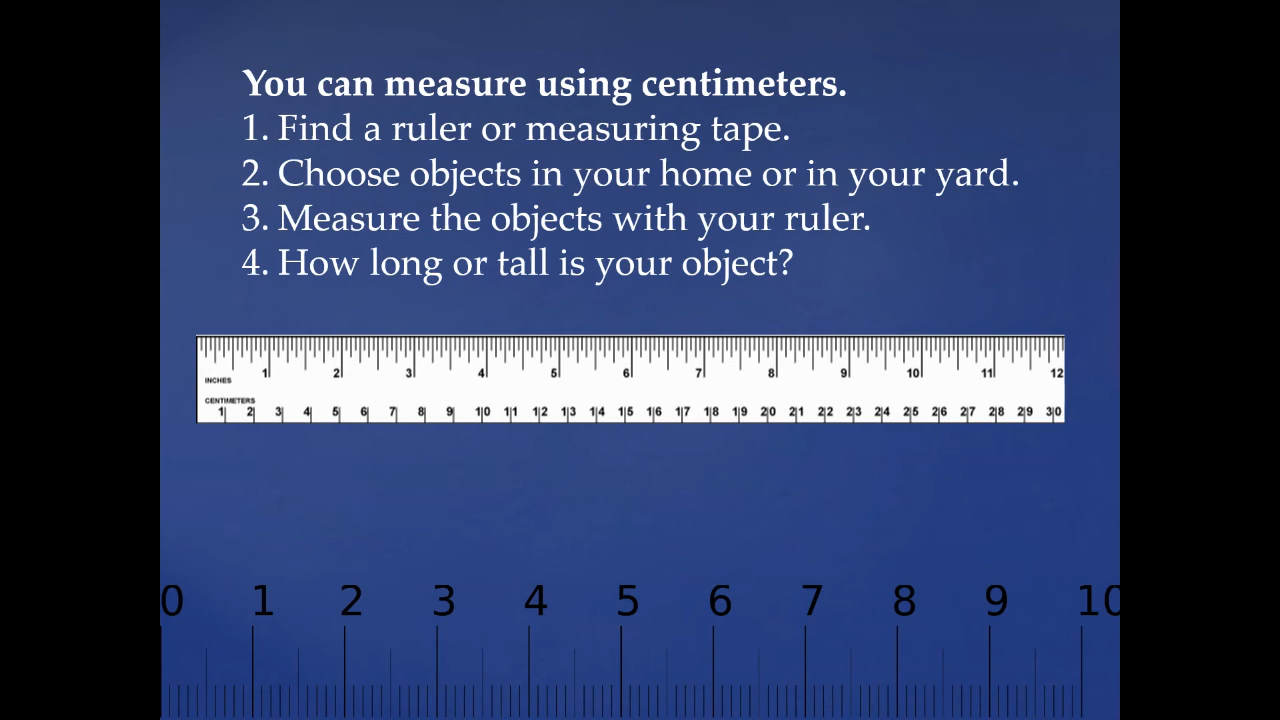 You can measure using centimeters.
1. Find a ruler or measuring tape.
2. Choose objects in your home or in your yard.
3. Measure the objects with your ruler.
4. How long or tall is your object?
1 2 3 4 5 6 7 8 9 10 11 12
INCHES
CENTIMETERS
1 2 3 4 5 6 7 8 9 10 11 12 13 14 15 16 17 18 19 20 21 22 23 24 25 26 27 28 29 30
0 1 2 3 4 5 6 7 8 9 10